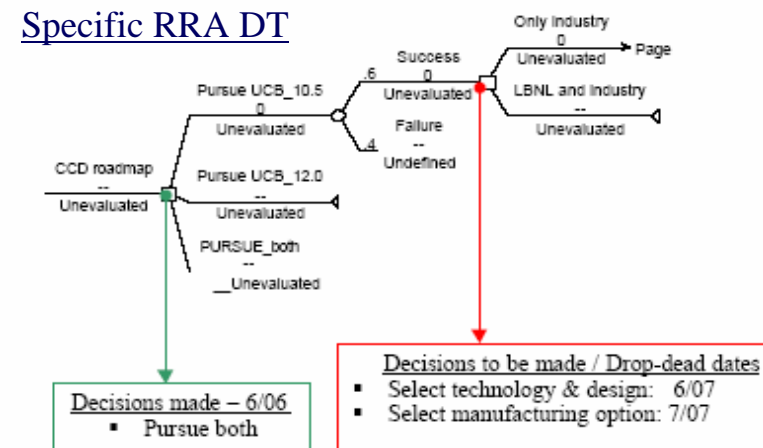 Specific RRA DT
Only Industry
0
Unevaluated
Page
Success
0
Unevaluated
.6
LBNL and Industry
--
Unevaluated
Pursue UCB_10.5
0
Unevaluated
Failure
--
Undefined
.4
CCD roadmap
--
Unevaluated
Pursue UCB_12.0
--
Unevaluated
PURSUE_both
--
__Unevaluated
Decisions made – 6/06
▪ Pursue both
Decisions to be made / Drop-dead dates
▪ Select technology & design: 6/07
▪ Select manufacturing option: 7/07